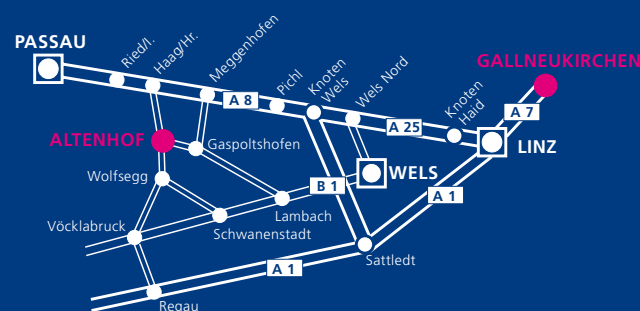 PASSAU
Ried/I.
Haag/Hr.
Meggenhofen
Pichl
Knoten
Wels
Wels Nord
Knoten
Haid
GALLNEUKIRCHEN
A 8
A 25
A 7
LINZ
ALTENHOF
Gaspoltshofen
Wolfsegg
B 1
WELS
A 1
Lambach
Vöcklabruck
Schwanenstadt
Sattledt
A 1
Regau